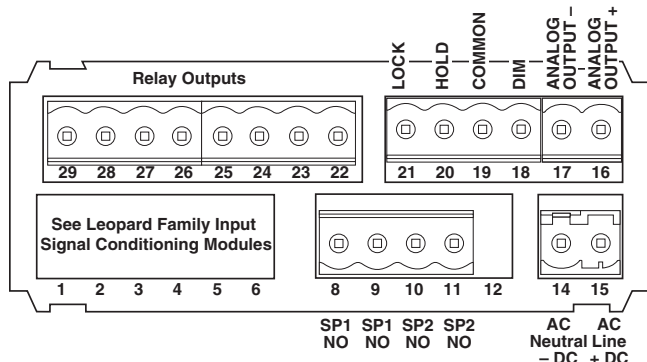 Relay Outputs
LOCK
HOLD
COMMON
DIM
ANALOG
OUTPUT –
ANALOG
OUTPUT +
29 28 27 26 25 24 23 22
21 20 19 18 17 16
See Leopard Family Input
Signal Conditioning Modules
1 2 3 4 5 6
8 9 10 11 12
14 15
SP1 SP1 SP2 SP2
NO NO NO NO
AC AC
Neutral Line
– DC + DC